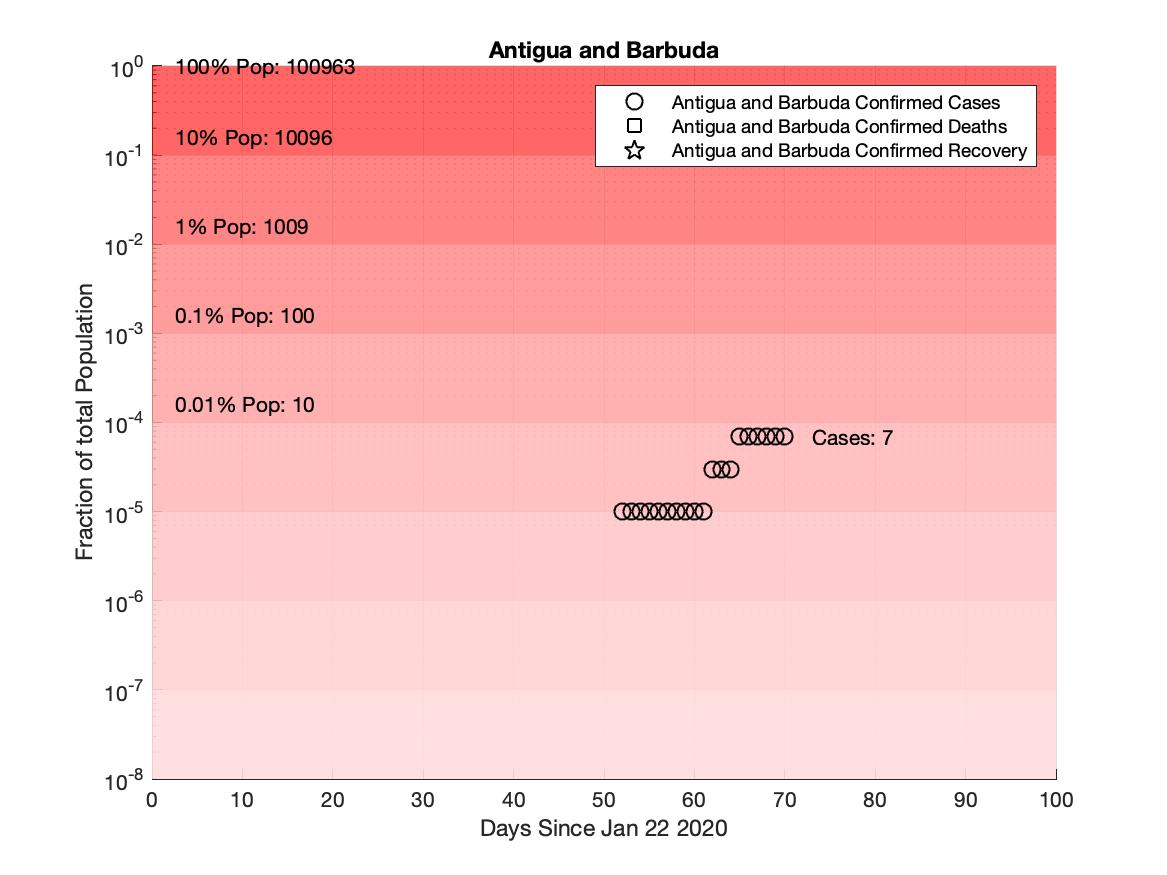 Antigua and Barbuda
10^0
100% Pop: 100963
Antigua and Barbuda Confirmed Cases
Antigua and Barbuda Confirmed Deaths
Antigua and Barbuda Confirmed Recovery
10% Pop: 10096
10^-1
1% Pop: 1009
10^-2
0.1% Pop: 100
10^-3
0.01% Pop: 10
10^-4
Cases: 7
10^-5
10^-6
10^-7
10^-8
Fraction of total Population
0 10 20 30 40 50 60 70 80 90 100
Days Since Jan 22 2020